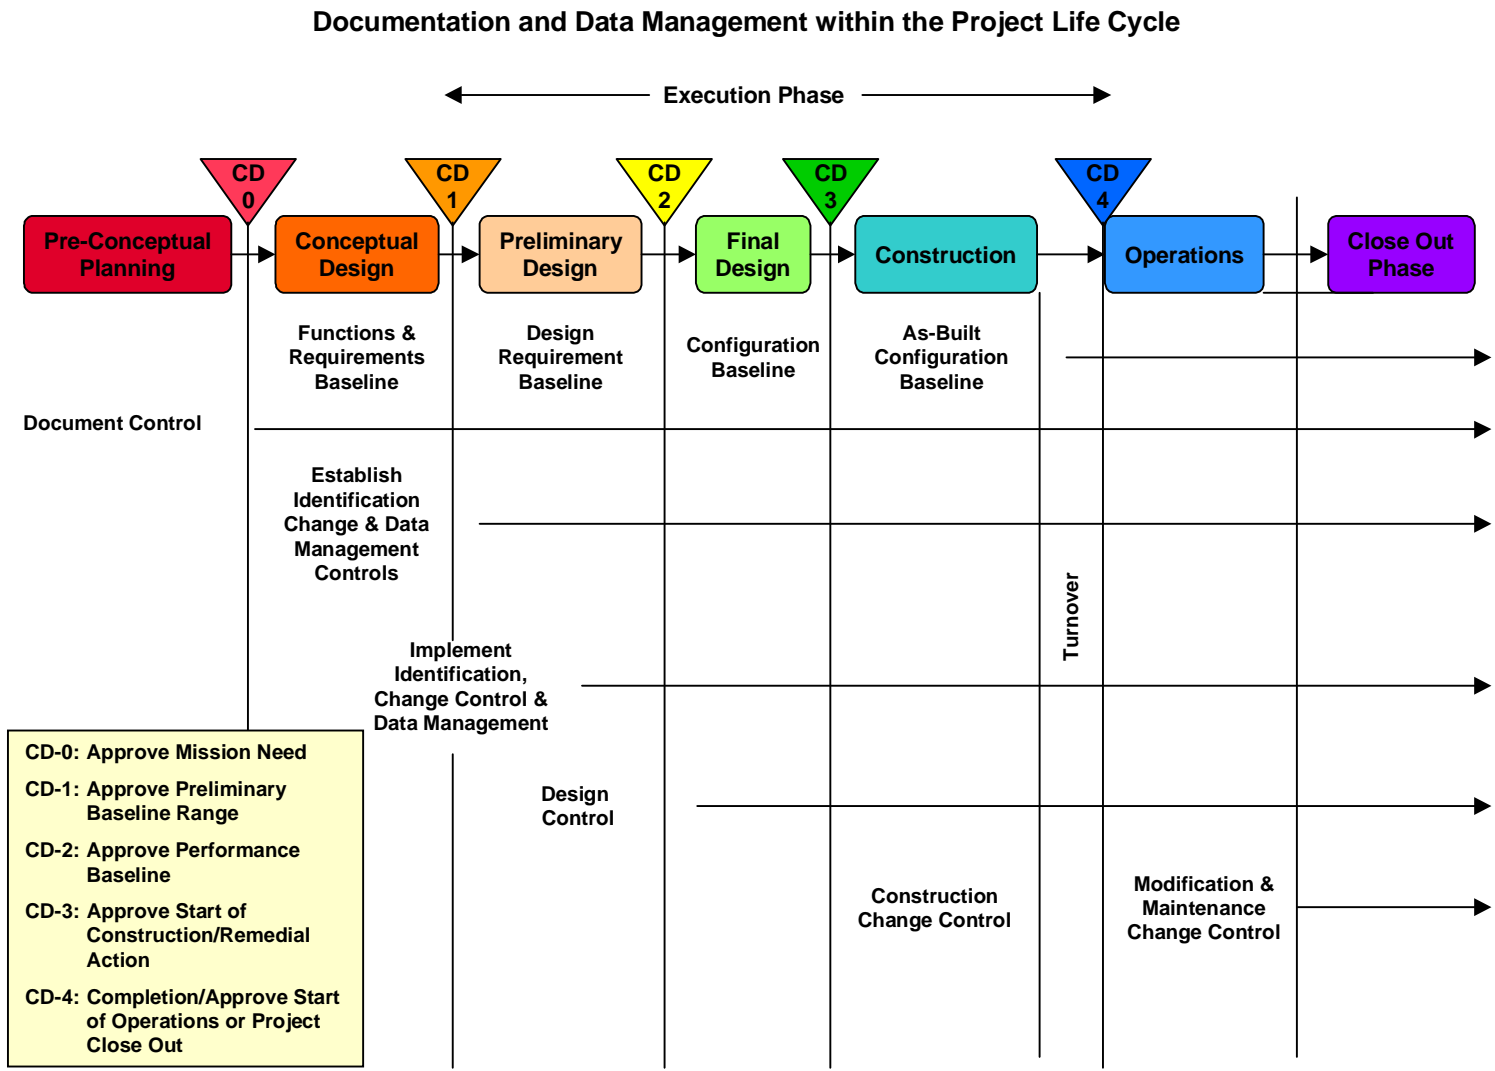 Documentation and Data Management within the Project Life Cycle
Execution Phase
CD
0
CD
1
CD
2
CD
3
CD
4
Pre-Conceptual
Planning
Conceptual
Design
Preliminary
Design
Final
Design
Construction
Operations
Close Out
Phase
Functions &
Requirements
Baseline
Design
Requirement
Baseline
Configuration
Baseline
As-Built
Configuration
Baseline
Document Control
Establish
Identification
Change & Data
Management
Controls
Turnover
Implement
Identification,
Change Control &
Data Management
Design
Control
Construction
Change Control
Modification &
Maintenance
Change Control
CD-0: Approve Mission Need
CD-1: Approve Preliminary
Baseline Range
CD-2: Approve Performance
Baseline
CD-3: Approve Start of
Construction/Remedial
Action
CD-4: Completion/Approve Start
of Operations or Project
Close Out